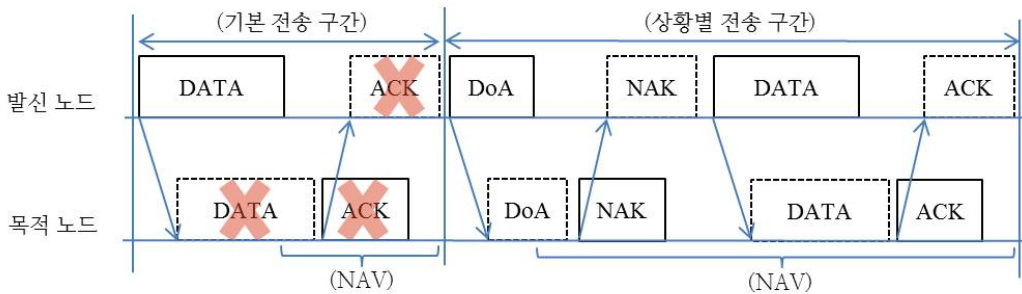 (기본 전송 구간) (상황별 전송 구간)
발신 노드 DATA ACK DoA NAK DATA ACK
목적 노드 DATA ACK DoA NAK DATA ACK
(NAV) (NAV)